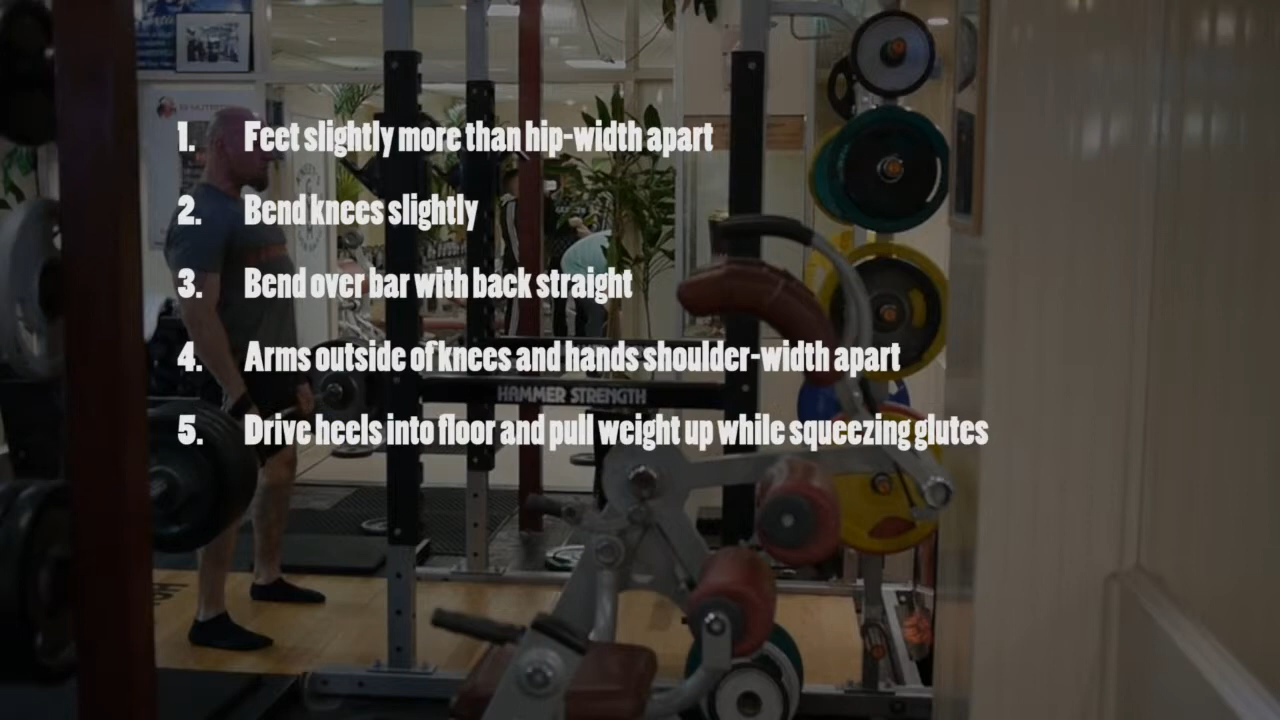 1. Feet slightly more than hip-width apart
2. Bend knees slightly
3. Bend over bar with back straight
4. Arms outside of knees and hands shoulder-width apart
HAMMER STRENGTH
5. Drive heels into floor and pull weight up while squeezing glutes